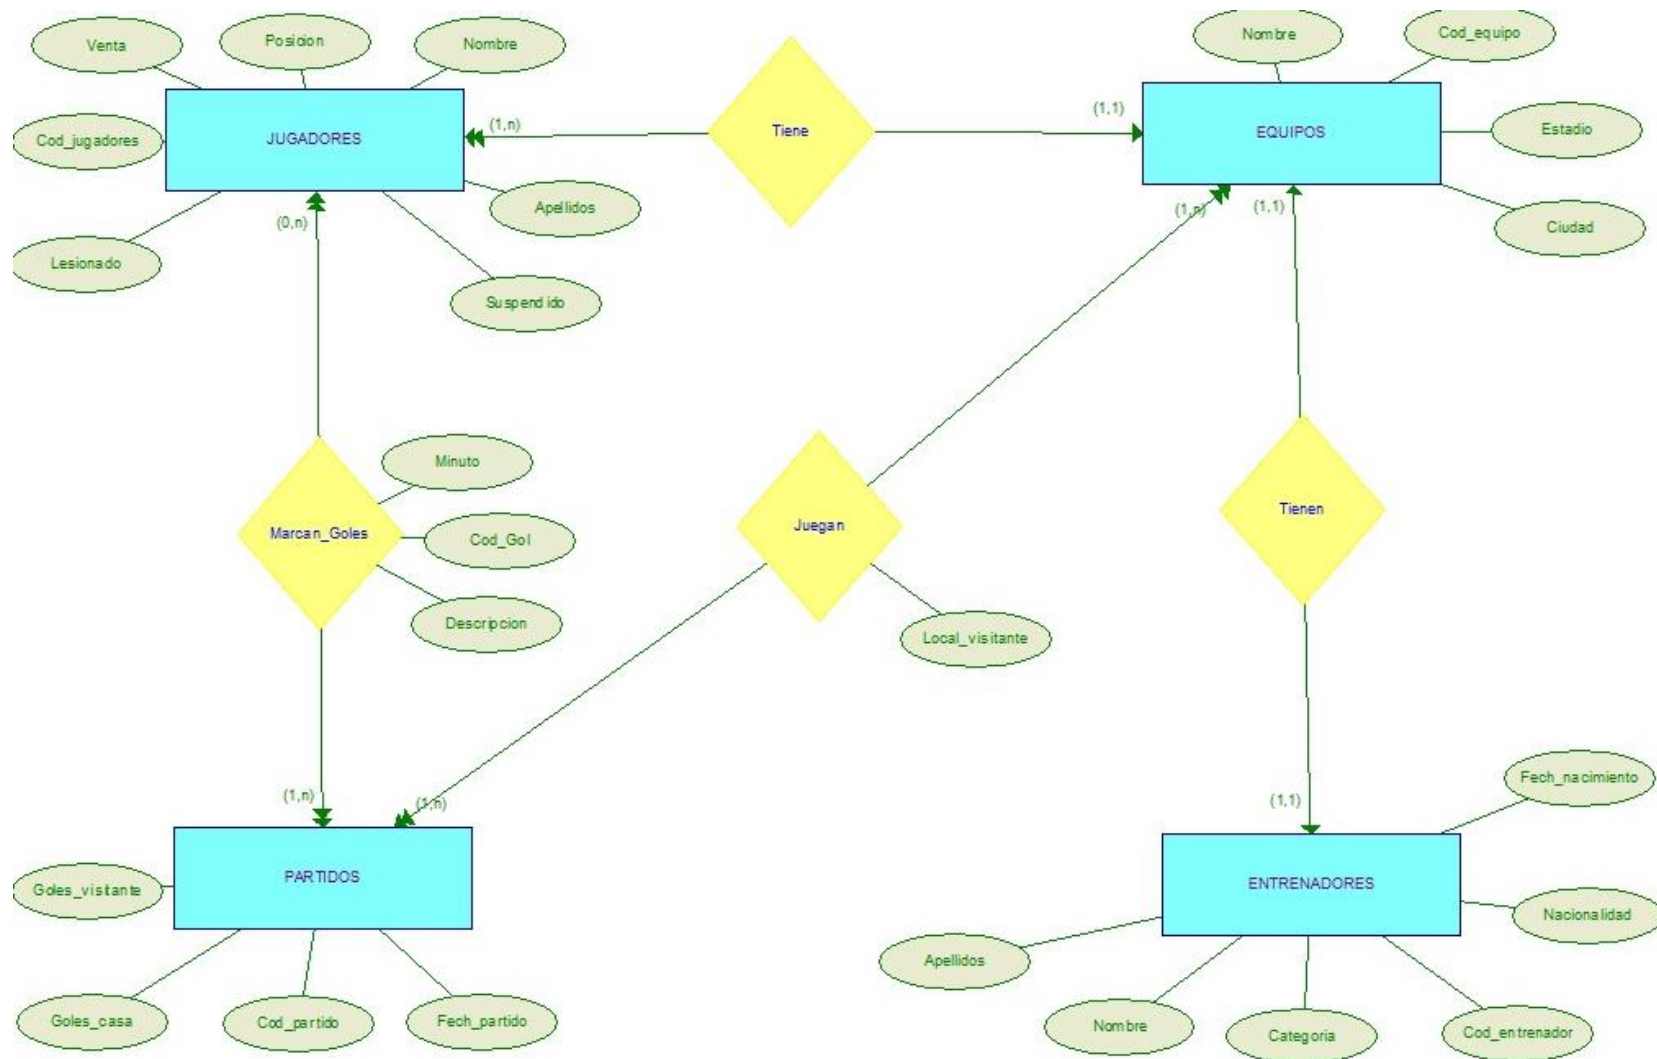 Venta
Posicion
Nombre
Cod_jugadores
JUGADORES
Apellidos
Lesionado
Suspendido
(1,n)
Tiene
(1,1)
Nombre
Cod_equipo
EQUIPOS
Estadio
Ciudad
(0,n)
(1,n)
(1,1)
Minuto
Marcan_Goles
Cod_Gol
Descripcion
Juegan
Local_visitante
Tienen
(1,n)
(1,n)
(1,1)
PARTIDOS
Goles_vistante
Goles_casa
Cod_partido
Fech_partido
Fech_nacimiento
ENTRENADORES
Nacionalidad
Apellidos
Nombre
Categoria
Cod_entrenador